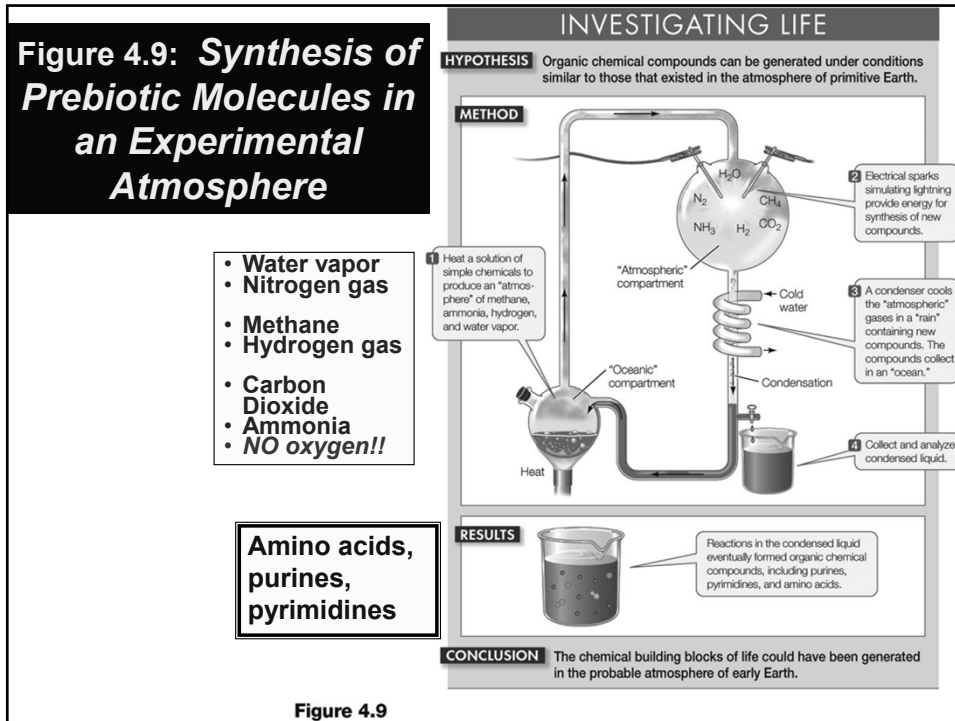 Figure 4.9: Synthesis of
Prebiotic Molecules in
an Experimental
Atmosphere
• Water vapor
• Nitrogen gas
• Methane
• Hydrogen gas
• Carbon
Dioxide
• Ammonia
• NO oxygen!!
Amino acids,
purines,
pyrimidines
INVESTIGATING LIFE
HYPOTHESIS Organic chemical compounds can be generated under conditions
similar to those that existed in the atmosphere of primitive Earth.
METHOD
H₂O
N₂
CH₄
NH₃
H₂
CO₂
2 Electrical sparks
simulating lightning
provide energy for
synthesis of new
compounds.
1 Heat a solution of
simple chemicals to
produce an "atmos-
phere" of methane,
ammonia, hydrogen,
and water vapor.
"Atmospheric"
compartment
Cold
water
3 A condenser cools
the "atmospheric"
gases in a "rain"
containing new
compounds. The
compounds collect
in an "ocean."
"Oceanic"
compartment
Condensation
Heat
4 Collect and analyze
condensed liquid.
RESULTS
Reactions in the condensed liquid
eventually formed organic chemical
compounds, including purines,
pyrimidines, and amino acids.
CONCLUSION The chemical building blocks of life could have been generated
in the probable atmosphere of early Earth.
Figure 4.9